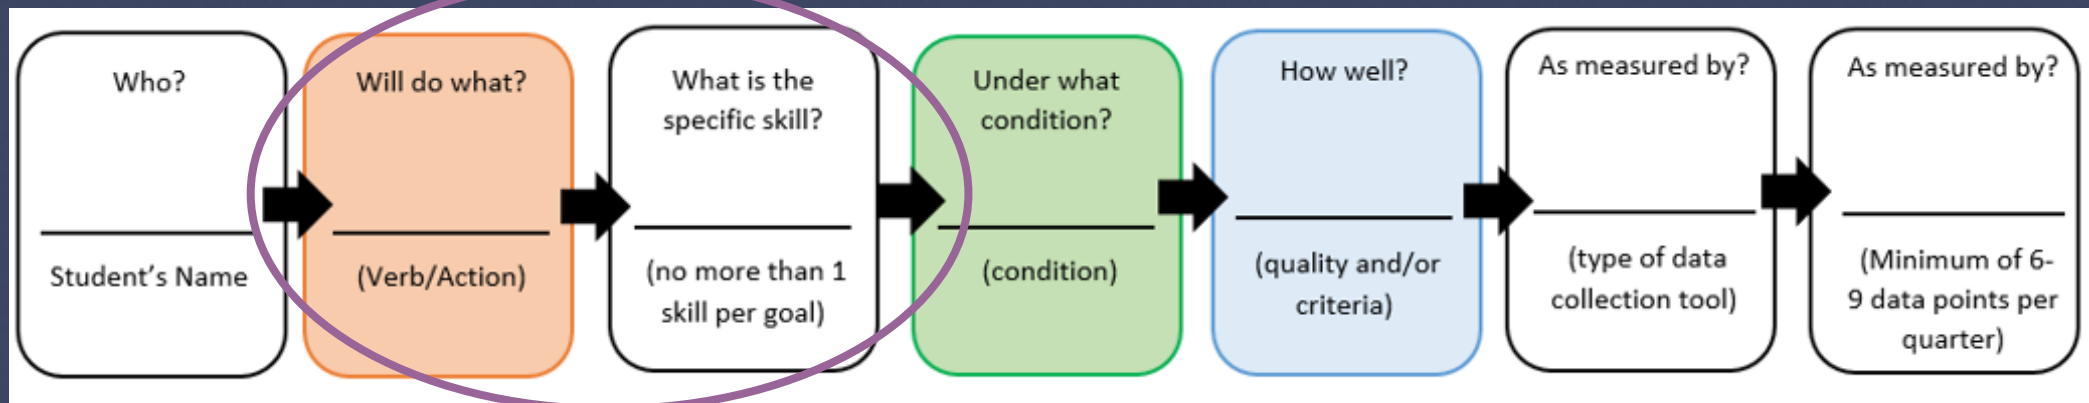 Who?
Student’s Name
Will do what?
(Verb/Action)
What is the
specific skill?
(no more than 1
skill per goal)
Under what
condition?
(condition)
How well?
(quality and/or
criteria)
As measured by?
(type of data
collection tool)
As measured by?
(Minimum of 6-
9 data points per
quarter)